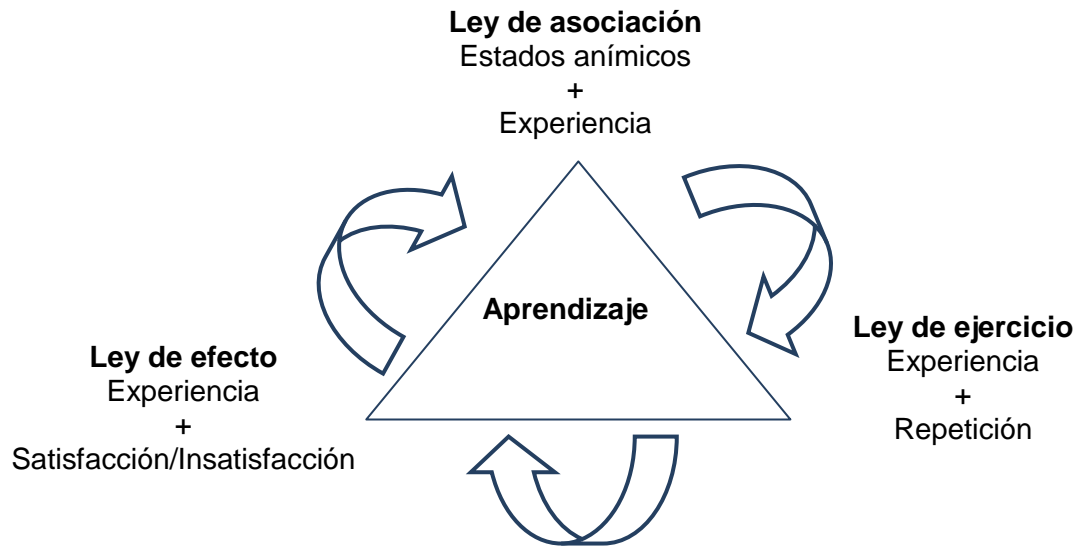 Ley de asociación
Estados anímicos
+
Experiencia
Aprendizaje
Ley de efecto
Experiencia
+
Satisfacción/Insatisfacción
Ley de ejercicio
Experiencia
+
Repetición